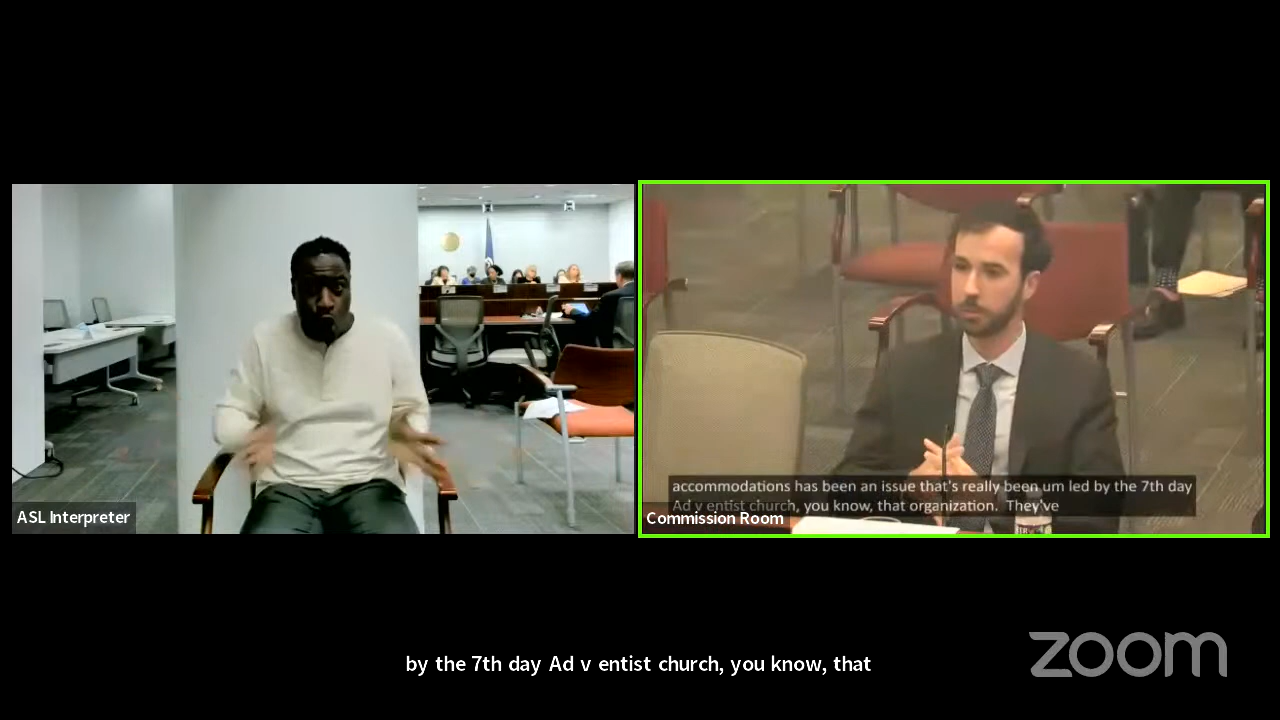 ASL Interpreter
accommodations has been an issue that's really been um led by the 7th day
Ad v entist church, you know, that organization. They've
Commission Room
by the 7th day Ad v entist church, you know, that
zoom